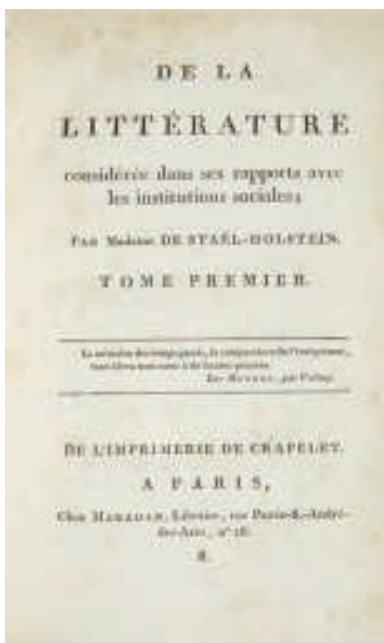 DE LA
LITTÉRATURE
considérée dans ses rapports avec
les institutions sociales;
PAR Madame DE STAËL-HOLSTEIN.
TOME PREMIER.
DE L'IMPRIMERIE DE CRAPELET.
A PARIS,
Chez MARADAN, Libraire, rue Pavée-S.-André-
des-Arcs, nº 16.